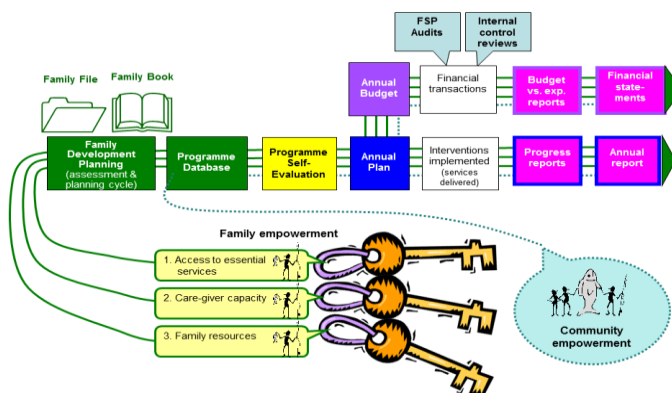 FSP
Audits
Internal
control
reviews
Family File
Family Book
Annual
Budget
Financial
transactions
Budget
vs. exp.
reports
Financial
state-
ments
Family
Development
Planning
(assessment &
planning cycle)
Programme
Database
Programme
Self-
Evaluation
Annual
Plan
Interventions
implemented
(services
delivered)
Progress
reports
Annual
report
Family empowerment
1. Access to essential
services
2. Care-giver capacity
3. Family resources
Community
empowerment